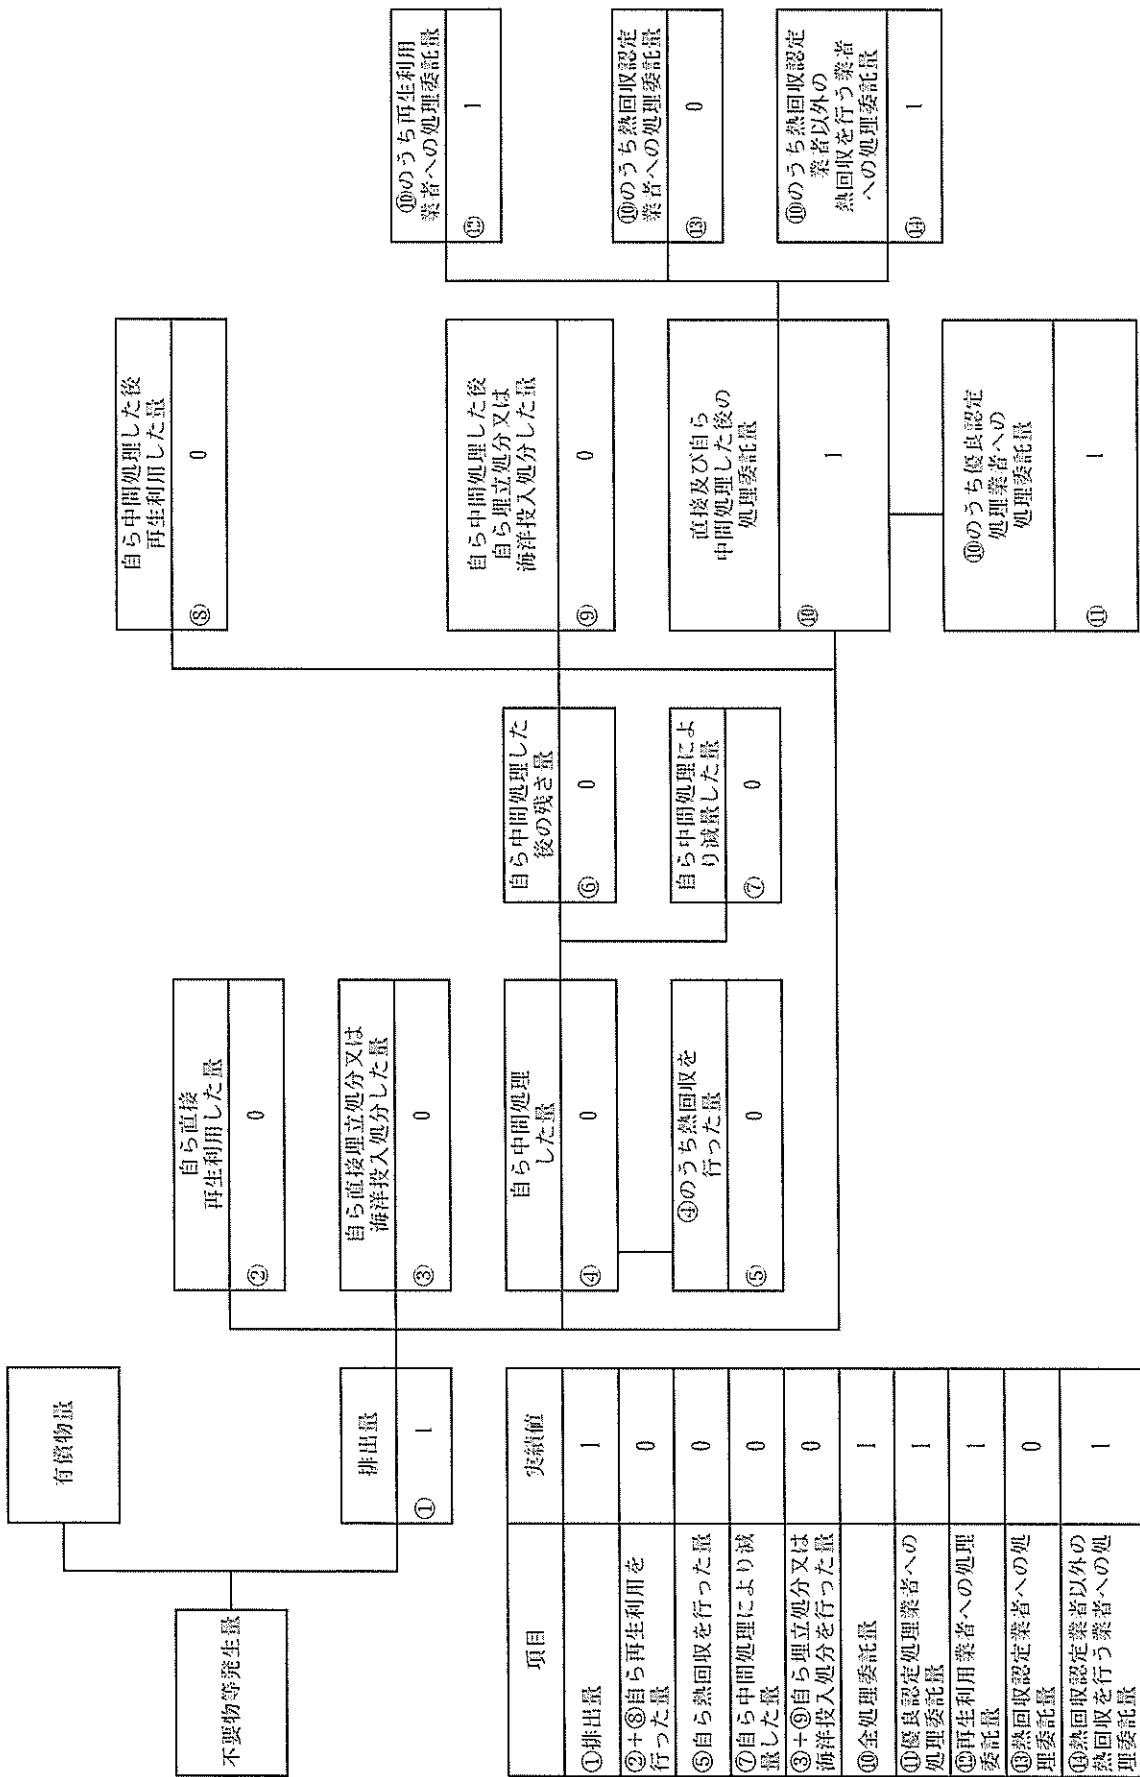 不要物等発生量
有償物量
排出量
① 1
自ら直接
再生利用した量
② 0
自ら直接埋立処分又は
海洋投入処分した量
③ 0
自ら中間処理
した量
④ 0
④のうち熱回収を
行った量
⑤ 0
自ら中間処理した
後の残さ量
⑥ 0
自ら中間処理によ
り減量した量
⑦ 0
自ら中間処理した後
再生利用した量
⑧ 0
自ら中間処理した後
自ら埋立処分又は
海洋投入処分した量
⑨ 0
直接及び自ら
中間処理した後の
処理委託量
⑩ 1
⑩のうち優良認定
処理業者への
処理委託量
⑪ 1
⑩のうち再生利用
業者への処理委託量
⑫ 1
⑩のうち熱回収認定
業者への処理委託量
⑬ 0
⑩のうち熱回収認定
業者以外の
熱回収を行う業者
への処理委託量
⑭ 1
項目 実績値
①排出量 1
②+⑧自ら再生利用を
行った量 0
⑤自ら熱回収を行った量 0
⑦自ら中間処理により減
量した量 0
③+⑨自ら埋立処分又は
海洋投入処分を行った量 0
⑩全処理委託量 1
⑪優良認定処理業者への
処理委託量 1
⑫再生利用業者への処理
委託量 1
⑬熱回収認定業者への処
理委託量 0
⑭熱回収認定業者以外の
熱回収を行う業者への処
理委託量 1